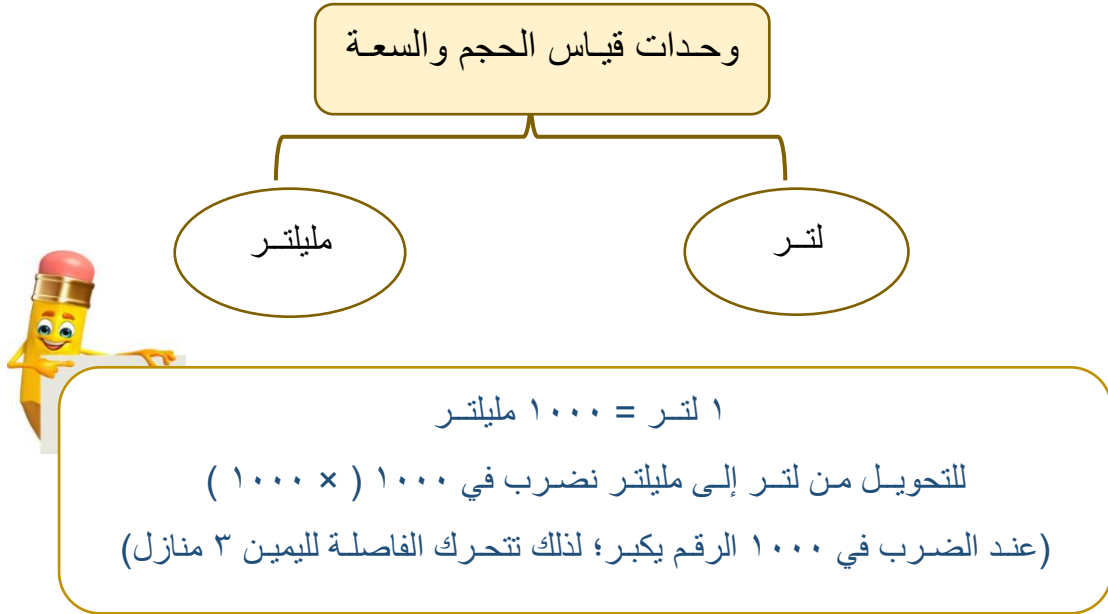 وحدات قياس الحجم والسعة
لتر
مليلتر
١ لتر = ١٠٠٠ مليلتر
للتحويل من لتر إلى مليلتر نضرب في ١٠٠٠ ( × ١٠٠٠ )
(عند الضرب في ١٠٠٠ الرقم يكبر؛ لذلك تتحرك الفاصلة لليمين ٣ منازل)